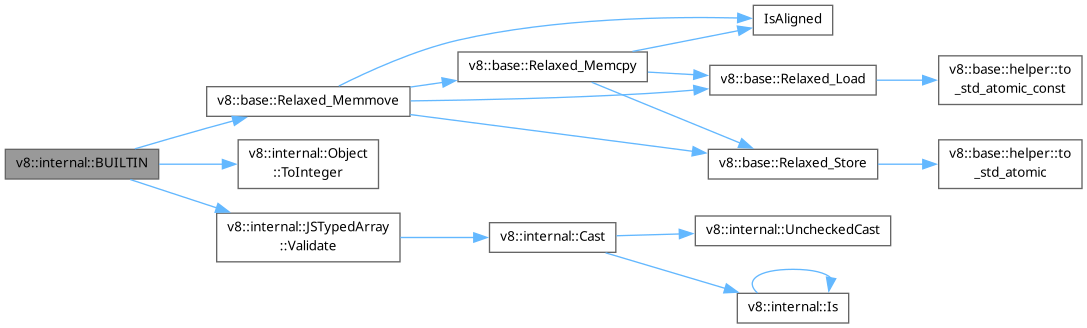 IsAligned
v8::base::Relaxed_Memcpy
v8::base::Relaxed_Load
v8::base::helper::to
_std_atomic_const
v8::base::Relaxed_Memmove
v8::internal::BUILTIN
v8::internal::Object
::ToInteger
v8::base::Relaxed_Store
v8::base::helper::to
_std_atomic
v8::internal::JSTypedArray
::Validate
v8::internal::Cast
v8::internal::UncheckedCast
v8::internal::Is